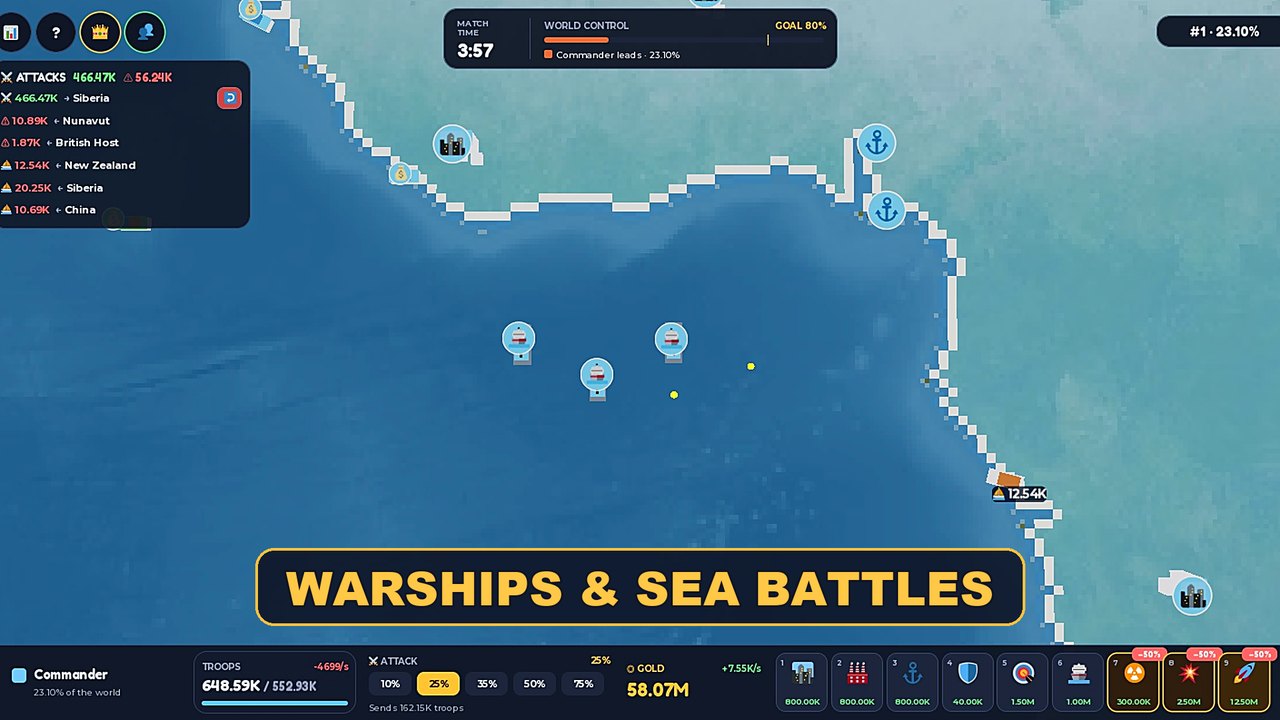 MATCH TIME
3:57
WORLD CONTROL
GOAL 80%
Commander leads · 23.10%
#1 · 23.10%
?
ATTACKS 466.47K 56.24K
466.47K → Siberia
10.89K ← Nunavut
1.87K ← British Host
12.54K ← New Zealand
20.25K ← Siberia
10.69K ← China
12.54K
WARSHIPS & SEA BATTLES
Commander
23.10% of the world
TROOPS -4699/s
648.59K / 552.93K
ATTACK 25%
10% 25% 35% 50% 75%
Sends 162.15K troops
GOLD +7.55K/s
58.07M
1 800.00K
2 800.00K
3 800.00K
4 40.00K
5 1.50M
6 1.00M
7 -50% 300.00K
8 -50% 2.50M
9 -50% 12.50M